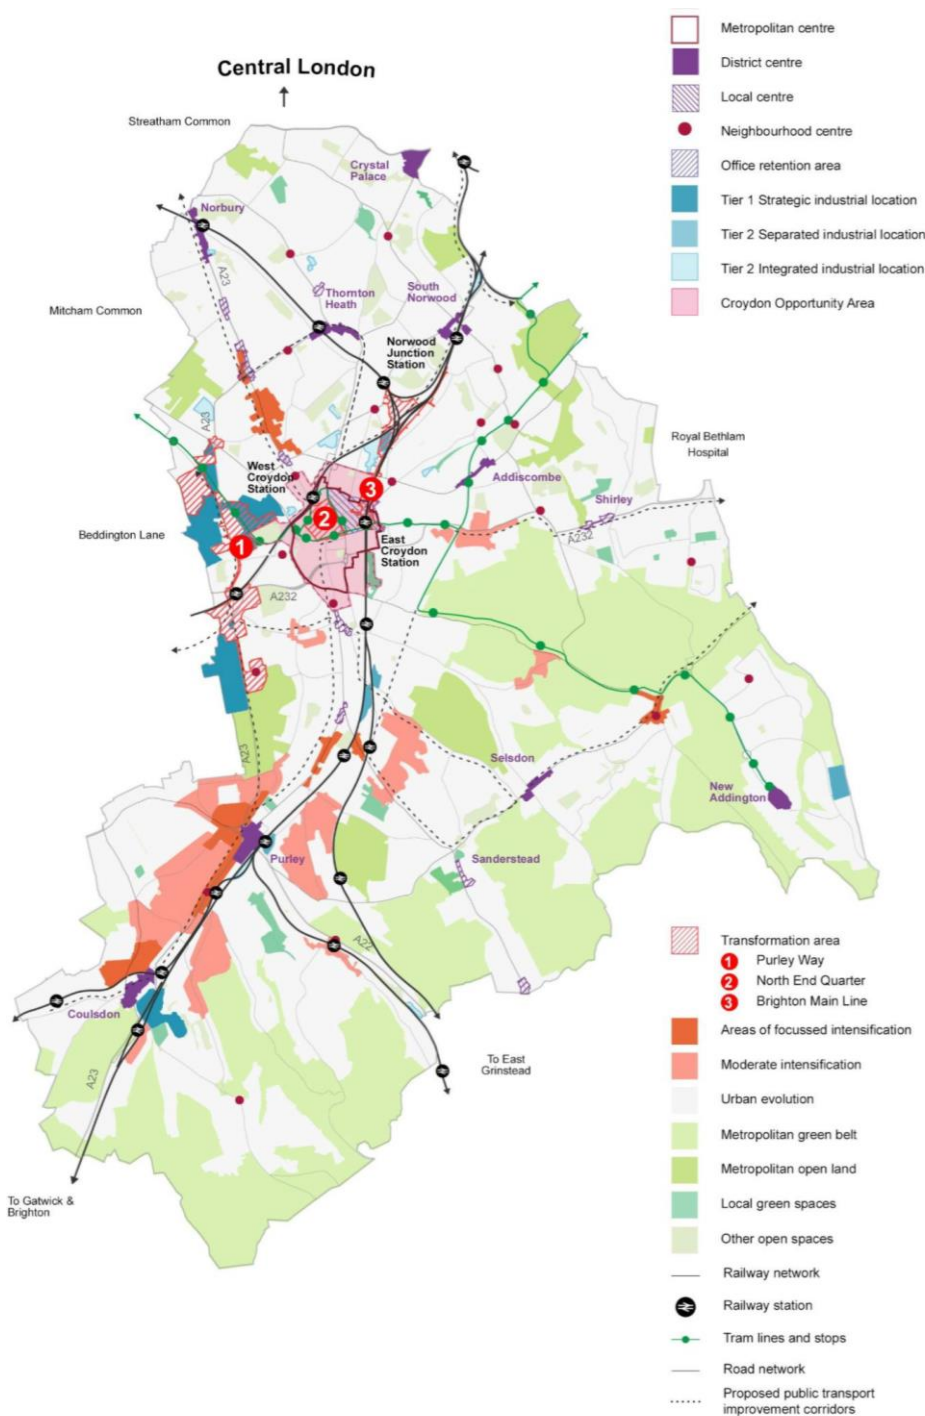 Metropolitan centre
District centre
Local centre
Neighbourhood centre
Office retention area
Tier 1 Strategic industrial location
Tier 2 Separated industrial location
Tier 2 Integrated industrial location
Croydon Opportunity Area
Central London
Streatham Common
Crystal
Palace
Norbury
A23
Thornton
Heath
South
Norwood
Mitcham Common
Norwood
Junction
Station
A23
West
Croydon
Station
Royal Bethlam
Hospital
Addiscombe
Shirley
3
2
Beddington Lane
1
A232
East
Croydon
Station
A232
A23
Selsdon
New
Addington
Purley
Sanderstead
A22
Coulsdon
A23
To East
Grinstead
To Gatwick &
Brighton
Transformation area
1 Purley Way
2 North End Quarter
3 Brighton Main Line
Areas of focussed intensification
Moderate intensification
Urban evolution
Metropolitan green belt
Metropolitan open land
Local green spaces
Other open spaces
Railway network
Railway station
Tram lines and stops
Road network
Proposed public transport
improvement corridors